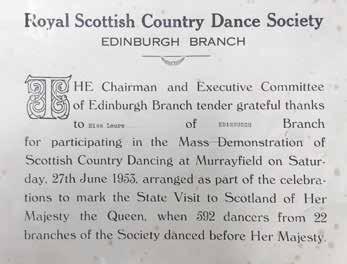 Royal Scottish Country Dance Society
EDINBURGH BRANCH
THE Chairman and Executive Committee
of Edinburgh Branch tender grateful thanks
to Miss Laure of EDINBURGH Branch
for participating in the Mass Demonstration of
Scottish Country Dancing at Murrayfield on Satur-
day, 27th June 1953, arranged as part of the celebra-
tions to mark the State Visit to Scotland of Her
Majesty the Queen, when 592 dancers from 22
branches of the Society danced before Her Majesty.